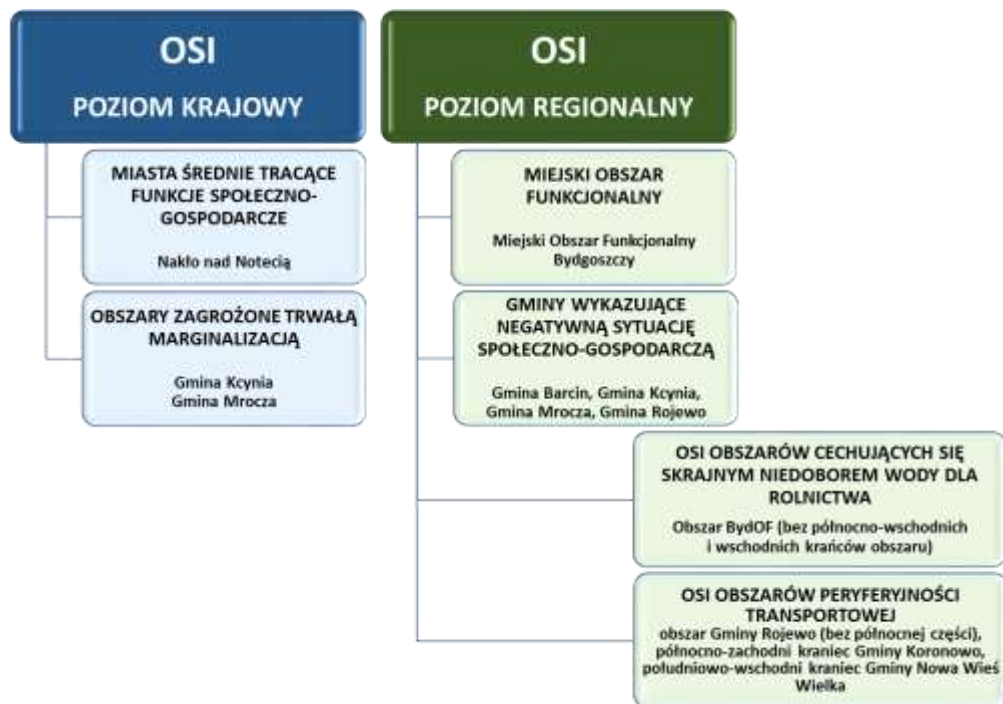 OSI
POZIOM KRAJOWY
MIASTA ŚREDNIE TRACĄCE
FUNKCJE SPOŁECZNO-
GOSPODARCZE
Nakło nad Notecią
OBSZARY ZAGROŻONE TRWAŁĄ
MARGINALIZACJĄ
Gmina Kcynia
Gmina Mrocza
OSI
POZIOM REGIONALNY
MIEJSKI OBSZAR
FUNKCJONALNY
Miejski Obszar Funkcjonalny
Bydgoszczy
GMINY WYKAZUJĄCE
NEGATYWNĄ SYTUACJĘ
SPOŁECZNO-GOSPODARCZĄ
Gmina Barcin, Gmina Kcynia,
Gmina Mrocza, Gmina Rojewo
OSI OBSZARÓW CECHUJĄCYCH SIĘ
SKRAJNYM NIEDOBOREM WODY DLA
ROLNICTWA
Obszar BydOF (bez północno-wschodnich
i wschodnich krańców obszaru)
OSI OBSZARÓW PERYFERYJNOŚCI
TRANSPORTOWEJ
obszar Gminy Rojewo (bez północnej części),
północno-zachodni kraniec Gminy Koronowo,
południowo-wschodni kraniec Gminy Nowa Wieś
Wielka